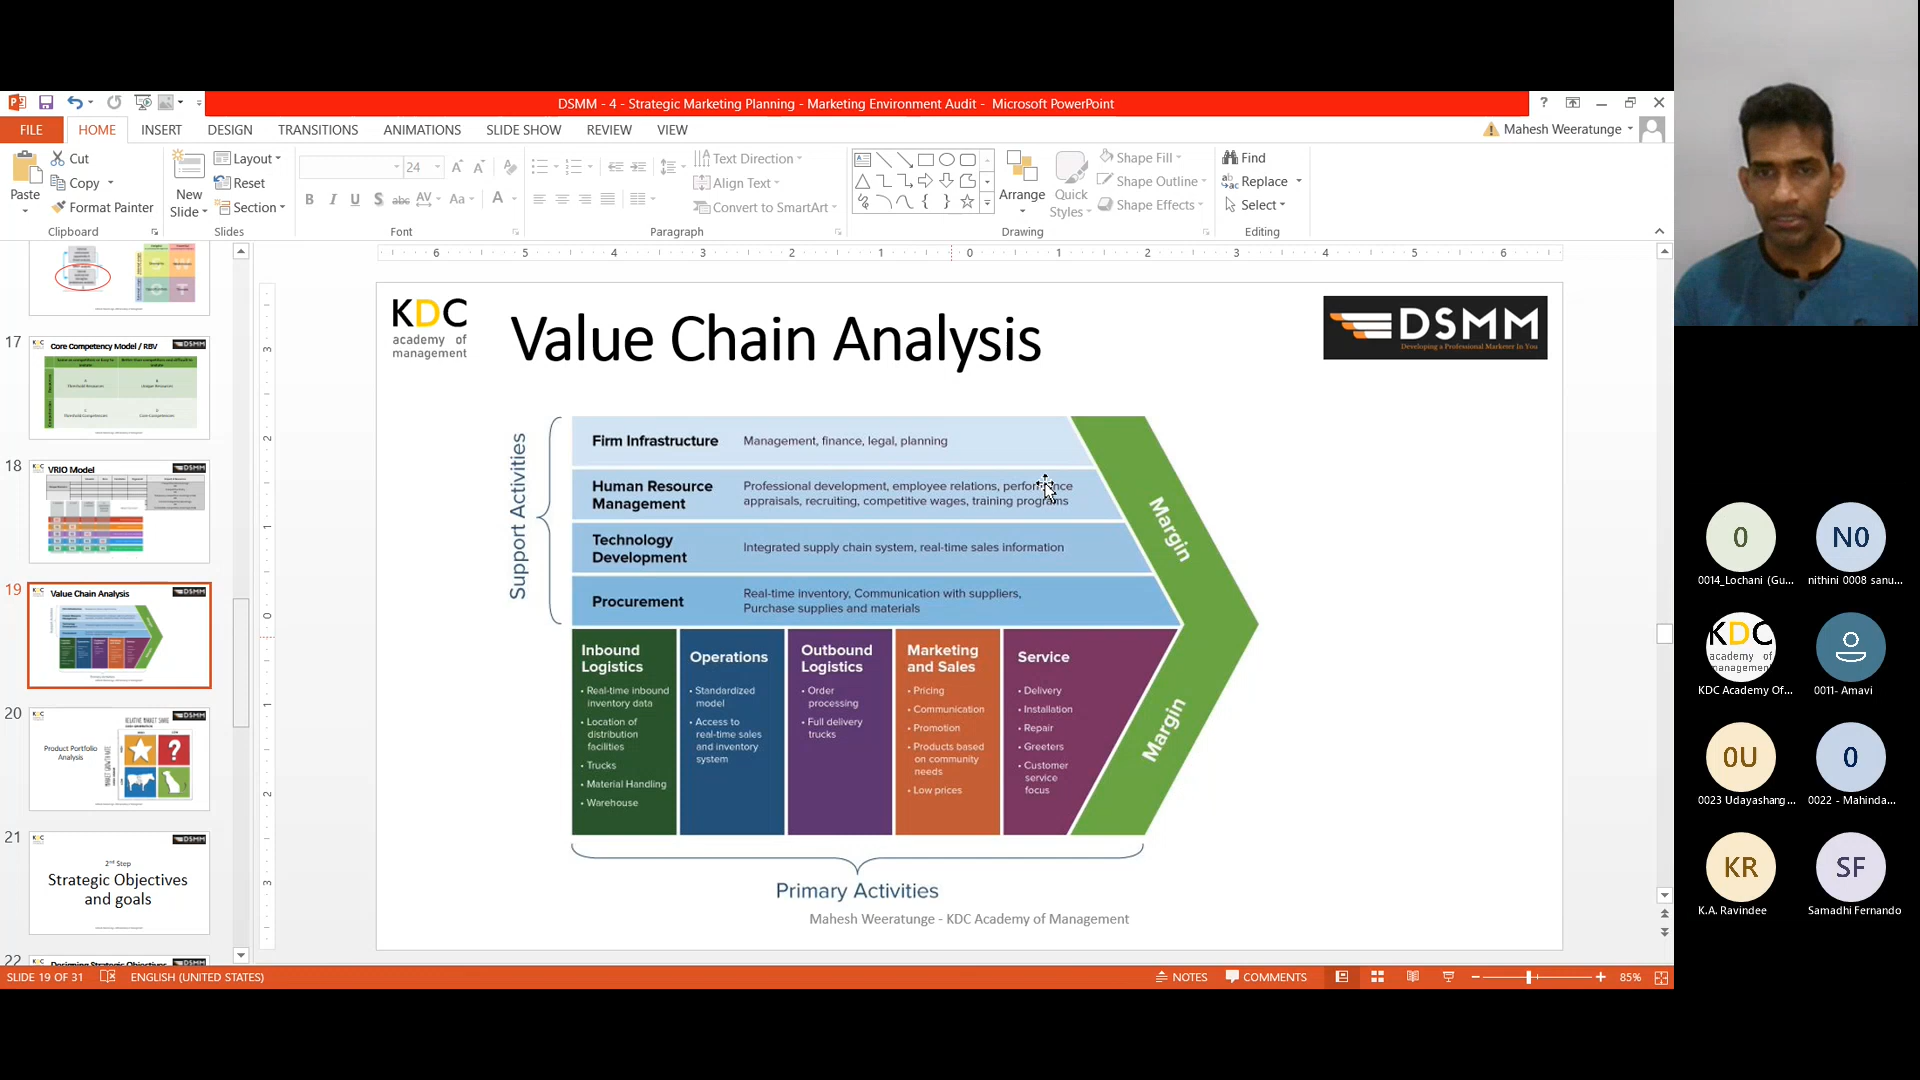 DSMM - 4 - Strategic Marketing Planning - Marketing Environment Audit - Microsoft PowerPoint
FILE HOME INSERT DESIGN TRANSITIONS ANIMATIONS SLIDE SHOW REVIEW VIEW
Mahesh Weeratunge
Paste
Cut
Copy
Format Painter
Clipboard
New Slide
Layout
Reset
Section
Slides
24
Font
Text Direction
Align Text
Convert to SmartArt
Paragraph
Arrange
Quick Styles
Shape Fill
Shape Outline
Shape Effects
Drawing
Find
Replace
Select
Editing
17
Core Competency Model / RBV
18
VRIO Model
19
Value Chain Analysis
20
Product Portfolio
Analysis
21
2nd Step
Strategic Objectives
and goals
22
KDC
academy of
management
Value Chain Analysis
DSMM
Developing a Professional Marketer In You
Support Activities
Firm Infrastructure
Management, finance, legal, planning
Human Resource
Management
Professional development, employee relations, performance
appraisals, recruiting, competitive wages, training programs
Technology
Development
Integrated supply chain system, real-time sales information
Procurement
Real-time inventory, Communication with suppliers,
Purchase supplies and materials
Margin
Margin
Inbound
Logistics
• Real-time inbound
inventory data
• Location of
distribution
facilities
• Trucks
• Material Handling
• Warehouse
Operations
• Standardized
model
• Access to
real-time sales
and inventory
system
Outbound
Logistics
• Order
processing
• Full delivery
trucks
Marketing
and Sales
• Pricing
• Communication
• Promotion
• Products based
on community
needs
• Low prices
Service
• Delivery
• Installation
• Repair
• Greeters
• Customer
service
focus
Primary Activities
Mahesh Weeratunge - KDC Academy of Management
SLIDE 19 OF 31 ENGLISH (UNITED STATES)
NOTES COMMENTS 85%
0
0014_Lochani (Gu...
N0
nithini 0008 sanu...
KDC
academy of
management
KDC Academy Of...
0011- Amavi
0U
0023 Udayashang...
0
0022 - Mahinda...
KR
K.A. Ravindee
SF
Samadhi Fernando